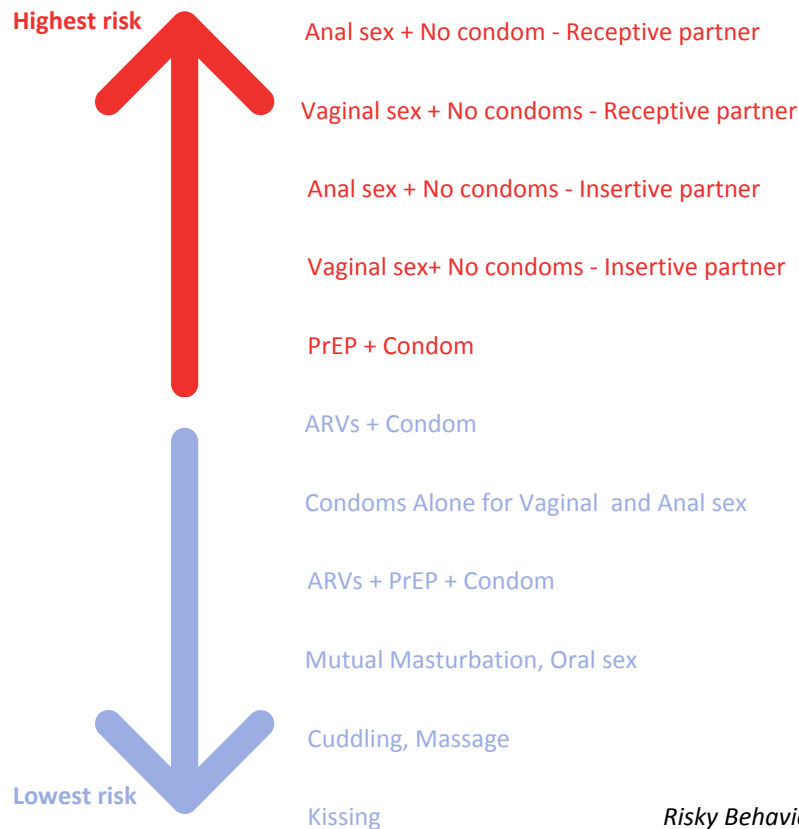 Highest risk
Anal sex + No condom - Receptive partner
Vaginal sex + No condoms - Receptive partner
Anal sex + No condoms - Insertive partner
Vaginal sex+ No condoms - Insertive partner
PrEP + Condom
ARVs + Condom
Condoms Alone for Vaginal  and Anal sex
ARVs + PrEP + Condom
Mutual Masturbation, Oral sex
Cuddling, Massage
Lowest risk
Kissing
Risky